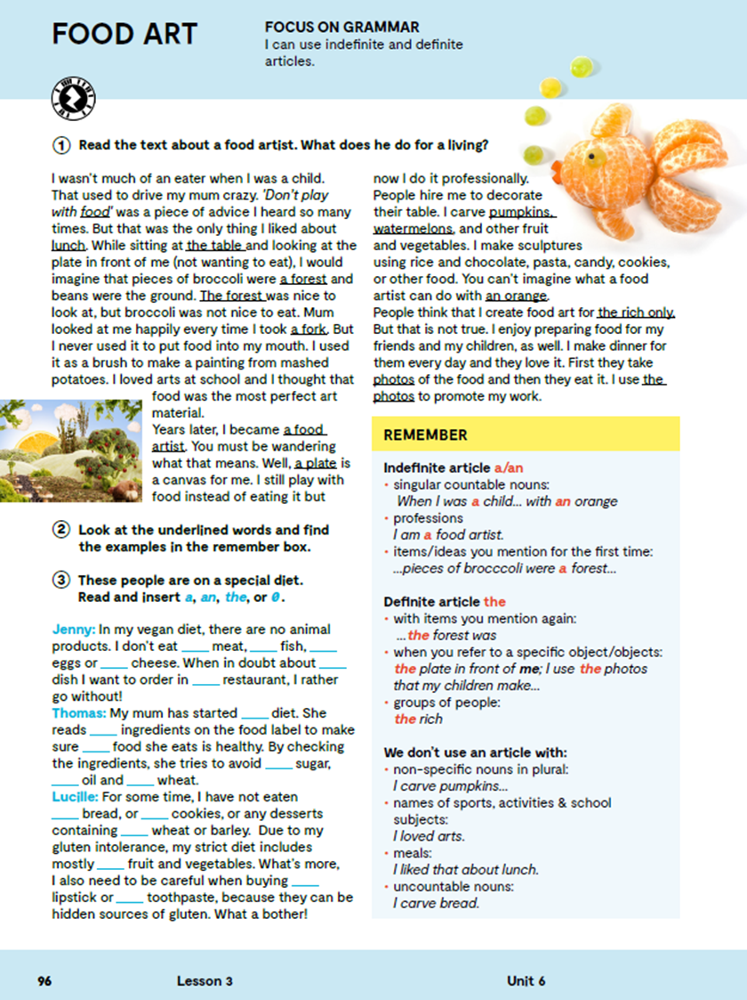 FOOD ART
FOCUS ON GRAMMAR
I can use indefinite and definite
articles.
1 Read the text about a food artist. What does he do for a living?
I wasn't much of an eater when I was a child.
That used to drive my mum crazy. 'Don't play
with food' was a piece of advice I heard so many
times. But that was the only thing I liked about
lunch. While sitting at the table and looking at the
plate in front of me (not wanting to eat), I would
imagine that pieces of broccoli were a forest and
beans were the ground. The forest was nice to
look at, but broccoli was not nice to eat. Mum
looked at me happily every time I took a fork. But
I never used it to put food into my mouth. I used
it as a brush to make a painting from mashed
potatoes. I loved arts at school and I thought that
food was the most perfect art
material.
Years later, I became a food
artist. You must be wandering
what that means. Well, a plate is
a canvas for me. I still play with
food instead of eating it but
now I do it professionally.
People hire me to decorate
their table. I carve pumpkins,
watermelons, and other fruit
and vegetables. I make sculptures
using rice and chocolate, pasta, candy, cookies,
or other food. You can't imagine what a food
artist can do with an orange.
People think that I create food art for the rich only.
But that is not true. I enjoy preparing food for my
friends and my children, as well. I make dinner for
them every day and they love it. First they take
photos of the food and then they eat it. I use the
photos to promote my work.
2 Look at the underlined words and find
the examples in the remember box.
3 These people are on a special diet.
Read and insert a, an, the, or ø.
Jenny: In my vegan diet, there are no animal
products. I don't eat ____ meat, ____ fish, ____
eggs or ____ cheese. When in doubt about ____
dish I want to order in ____ restaurant, I rather
go without!
Thomas: My mum has started ____ diet. She
reads ____ ingredients on the food label to make
sure ____ food she eats is healthy. By checking
the ingredients, she tries to avoid ____ sugar,
____ oil and ____ wheat.
Lucille: For some time, I have not eaten
____ bread, or ____ cookies, or any desserts
containing ____ wheat or barley. Due to my
gluten intolerance, my strict diet includes
mostly ____ fruit and vegetables. What's more,
I also need to be careful when buying ____
lipstick or ____ toothpaste, because they can be
hidden sources of gluten. What a bother!
REMEMBER
Indefinite article a/an
• singular countable nouns:
When I was a child... with an orange
• professions
I am a food artist.
• items/ideas you mention for the first time:
...pieces of brocccoli were a forest...
Definite article the
• with items you mention again:
...the forest was
• when you refer to a specific object/objects:
the plate in front of me; I use the photos
that my children make...
• groups of people:
the rich
We don't use an article with:
• non-specific nouns in plural:
I carve pumpkins...
• names of sports, activities & school
subjects:
I loved arts.
• meals:
I liked that about lunch.
• uncountable nouns:
I carve bread.
96
Lesson 3
Unit 6